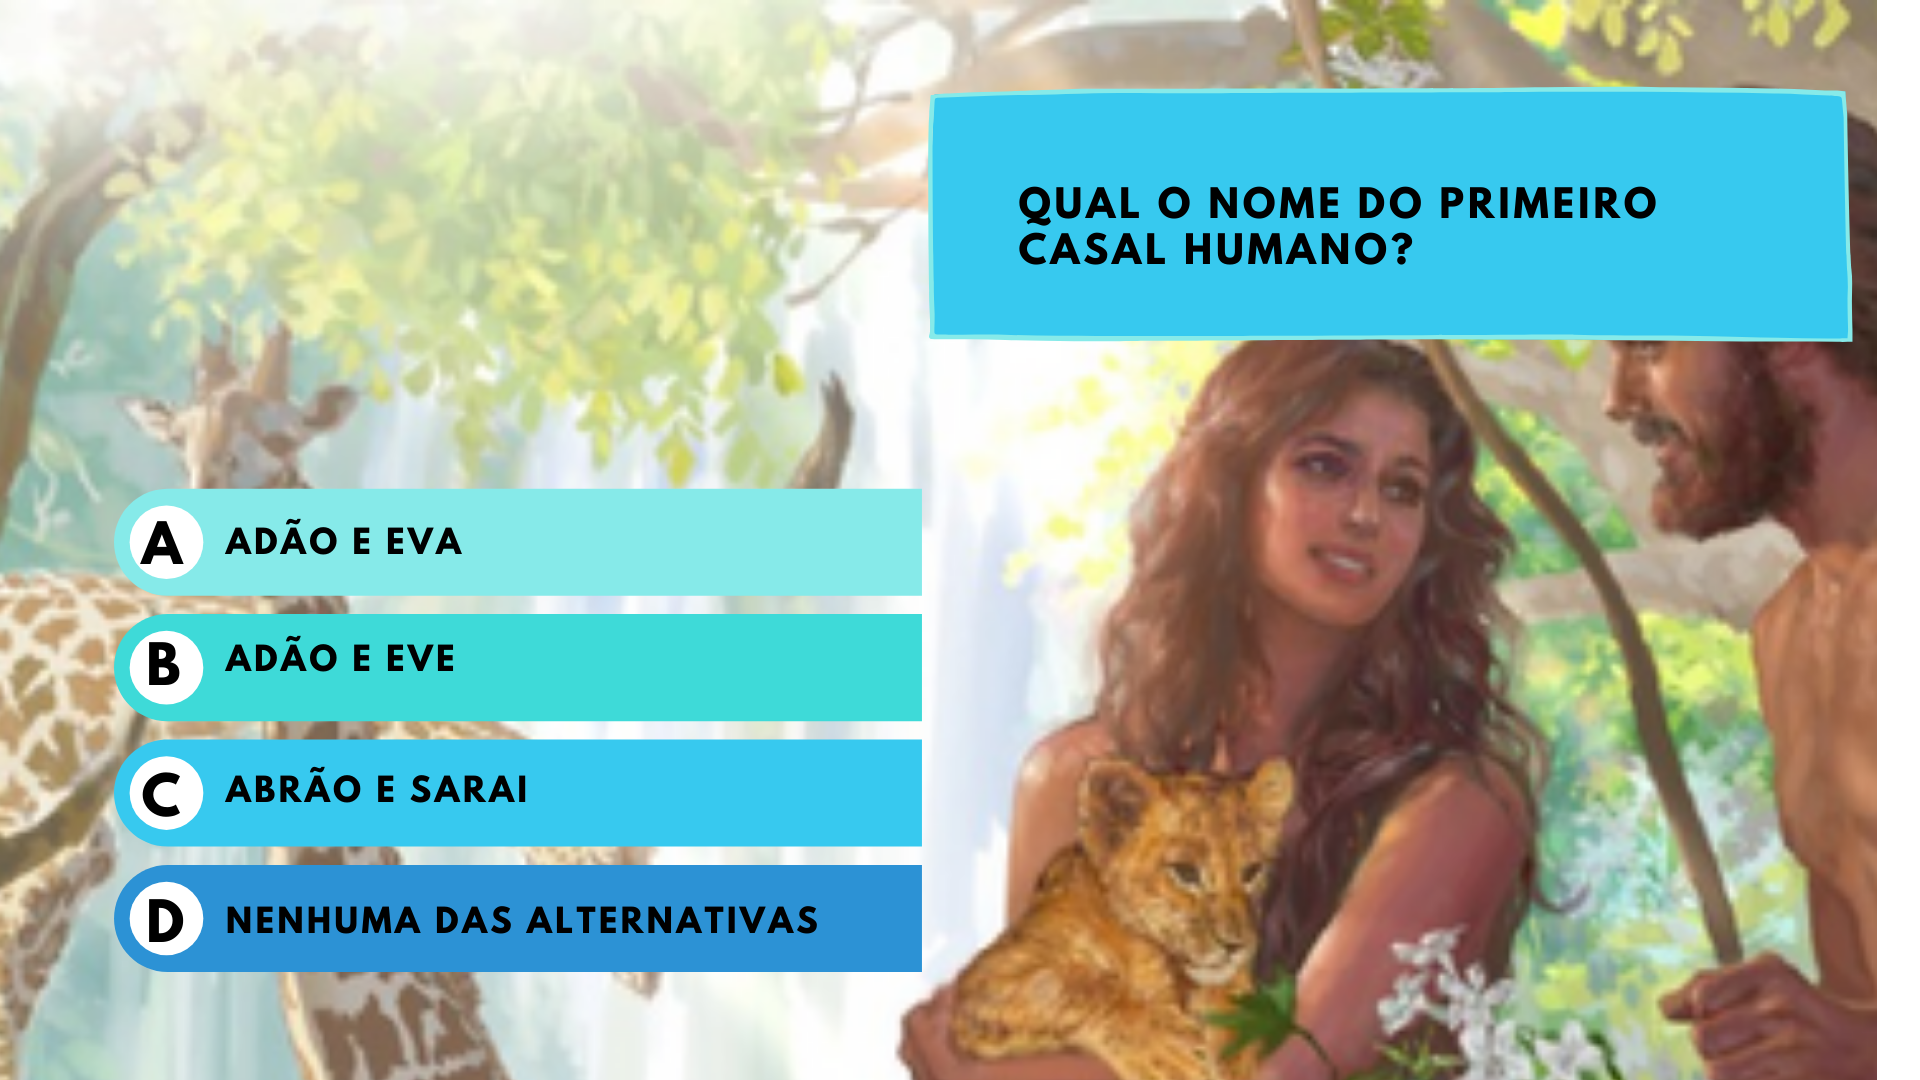 QUAL O NOME DO PRIMEIRO
CASAL HUMANO?
A ADÃO E EVA
B ADÃO E EVE
C ABRÃO E SARAI
D NENHUMA DAS ALTERNATIVAS